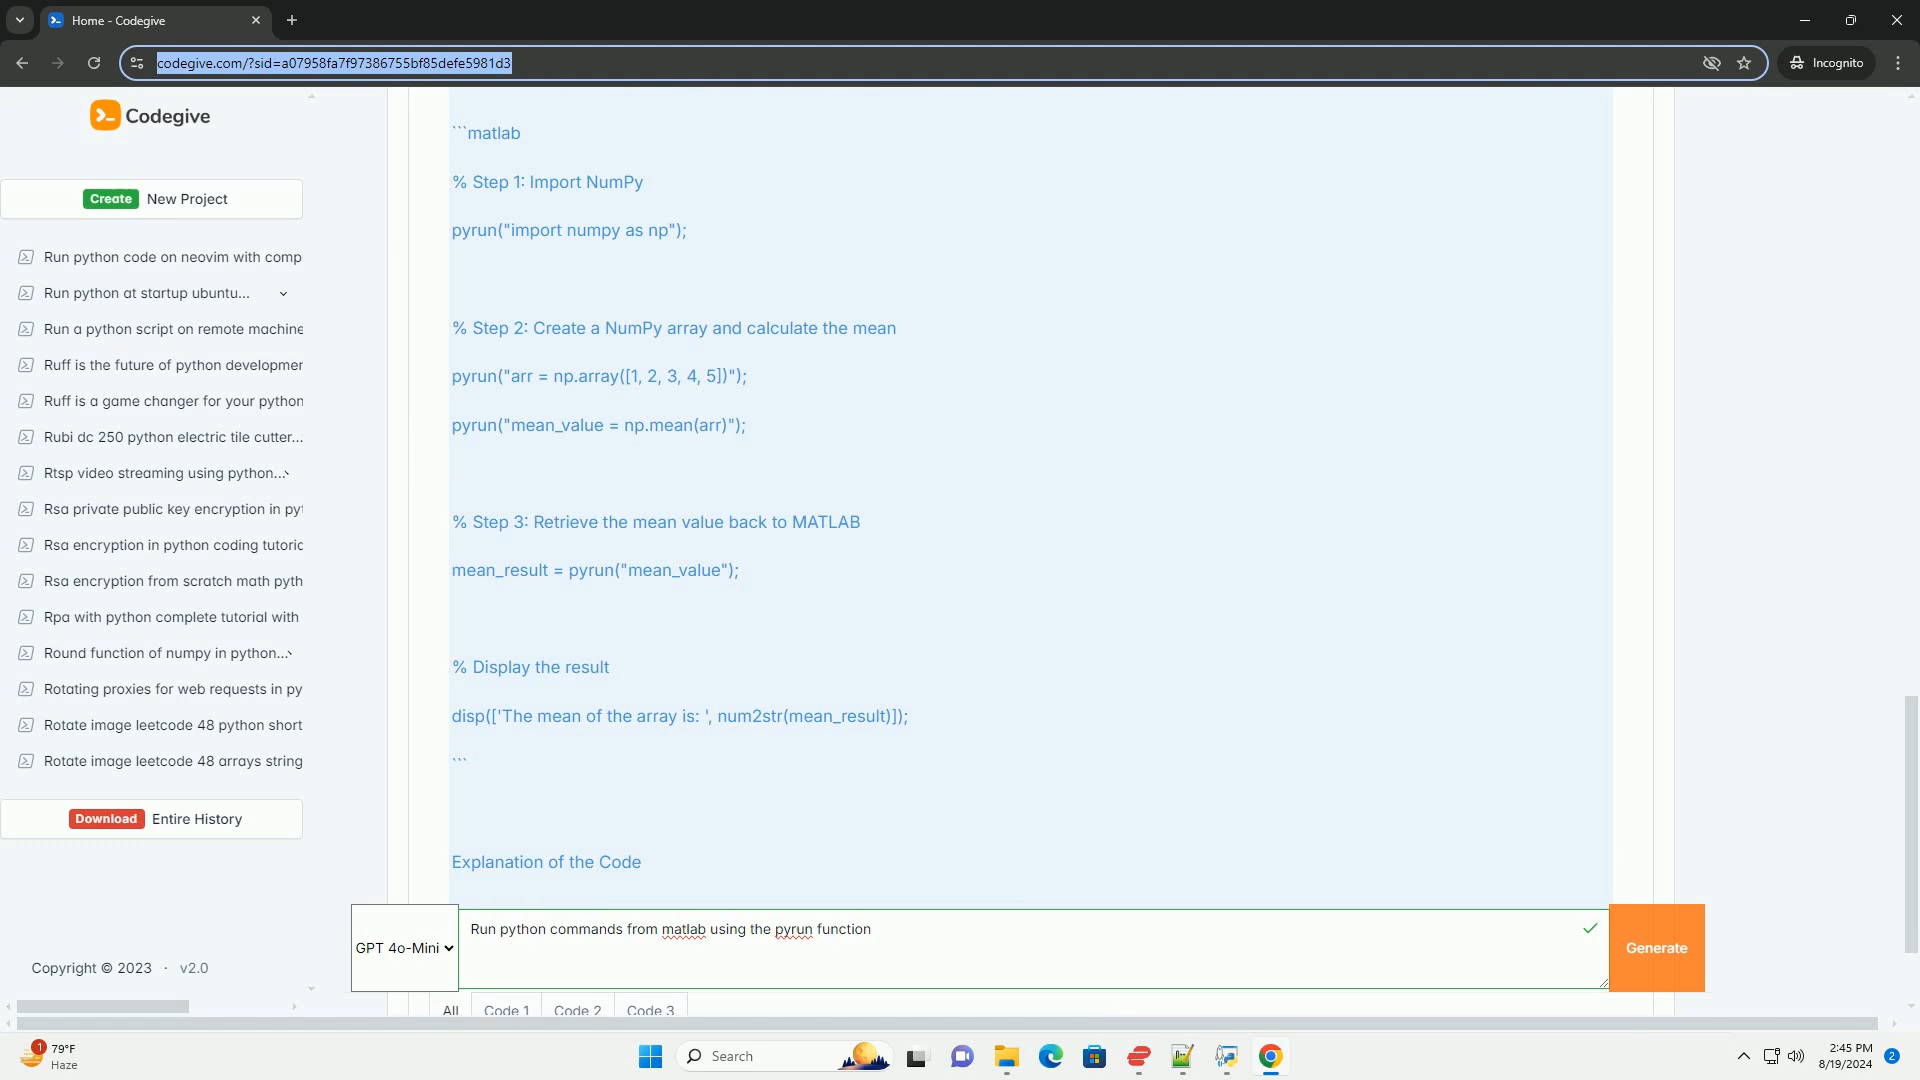 Home - Codegive
codegive.com/?sid=a07958fa7f97386755bf85defe5981d3
Incognito
Codegive
Create New Project
Run python code on neovim with comp
Run python at startup ubuntu...
Run a python script on remote machine
Ruff is the future of python developmen
Ruff is a game changer for your python
Rubi dc 250 python electric tile cutter...
Rtsp video streaming using python...
Rsa private public key encryption in pyt
Rsa encryption in python coding tutoria
Rsa encryption from scratch math pyth
Rpa with python complete tutorial with
Round function of numpy in python...
Rotating proxies for web requests in py
Rotate image leetcode 48 python short
Rotate image leetcode 48 arrays string
Download Entire History
Copyright © 2023 · v2.0
```matlab
% Step 1: Import NumPy
pyrun("import numpy as np");
% Step 2: Create a NumPy array and calculate the mean
pyrun("arr = np.array([1, 2, 3, 4, 5])");
pyrun("mean_value = np.mean(arr)");
% Step 3: Retrieve the mean value back to MATLAB
mean_result = pyrun("mean_value");
% Display the result
disp(['The mean of the array is: ', num2str(mean_result)]);
```
Explanation of the Code
GPT 4o-Mini
Run python commands from matlab using the pyrun function
Generate
All Code 1 Code 2 Code 3
1
79°F
Haze
Search
2:45 PM
8/19/2024
2